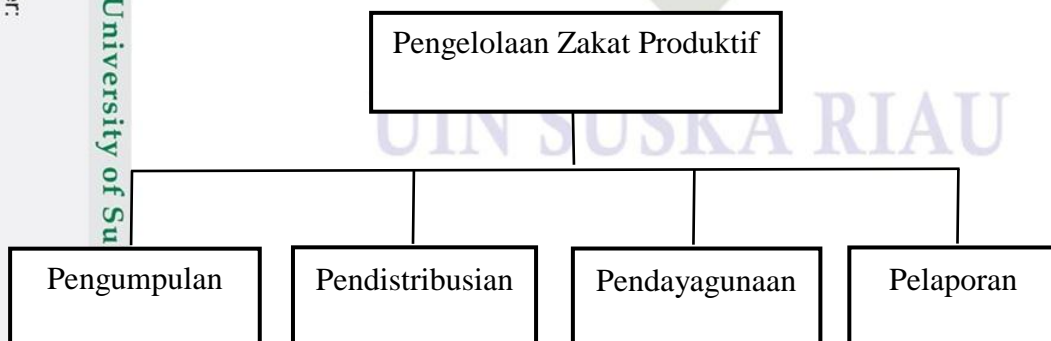 Pengelolaan Zakat Produktif
UIN SUSKA RIAU
Pengumpulan
Pendistribusian
Pendayagunaan
Pelaporan
University of Su